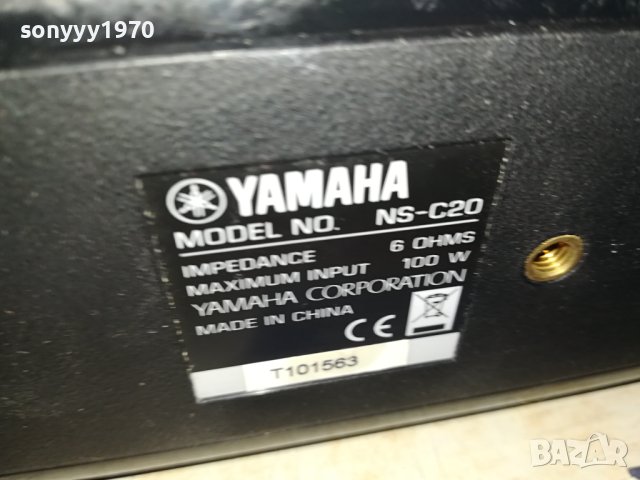 sonyyy1970
YAMAHA
MODEL NO. NS-C20
IMPEDANCE 6 OHMS
MAXIMUM INPUT 100 W
YAMAHA CORPORATION
MADE IN CHINA
CE
T101563
BAZAR